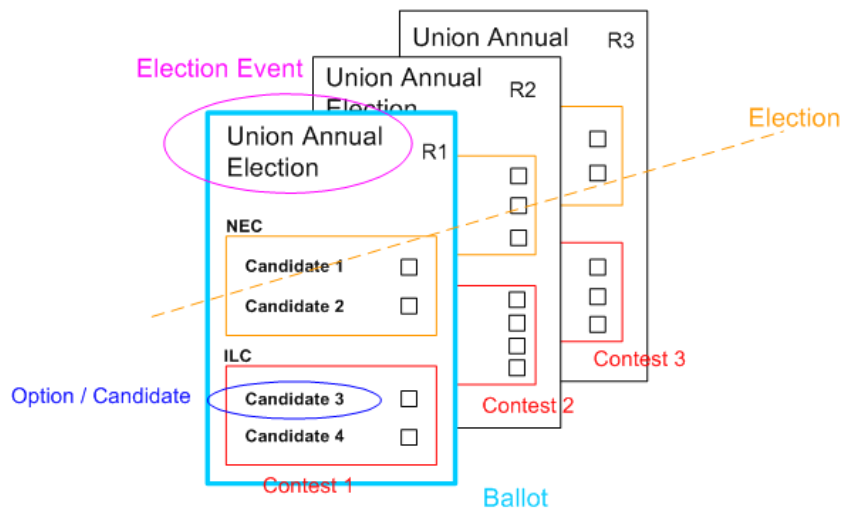 Union Annual
R3
Election Event
Union Annual
Election
R2
Election
Union Annual
Election
R1
NEC
Candidate 1
Candidate 2
ILC
Contest 3
Option / Candidate
Candidate 3
Contest 2
Candidate 4
Contest 1
Ballot